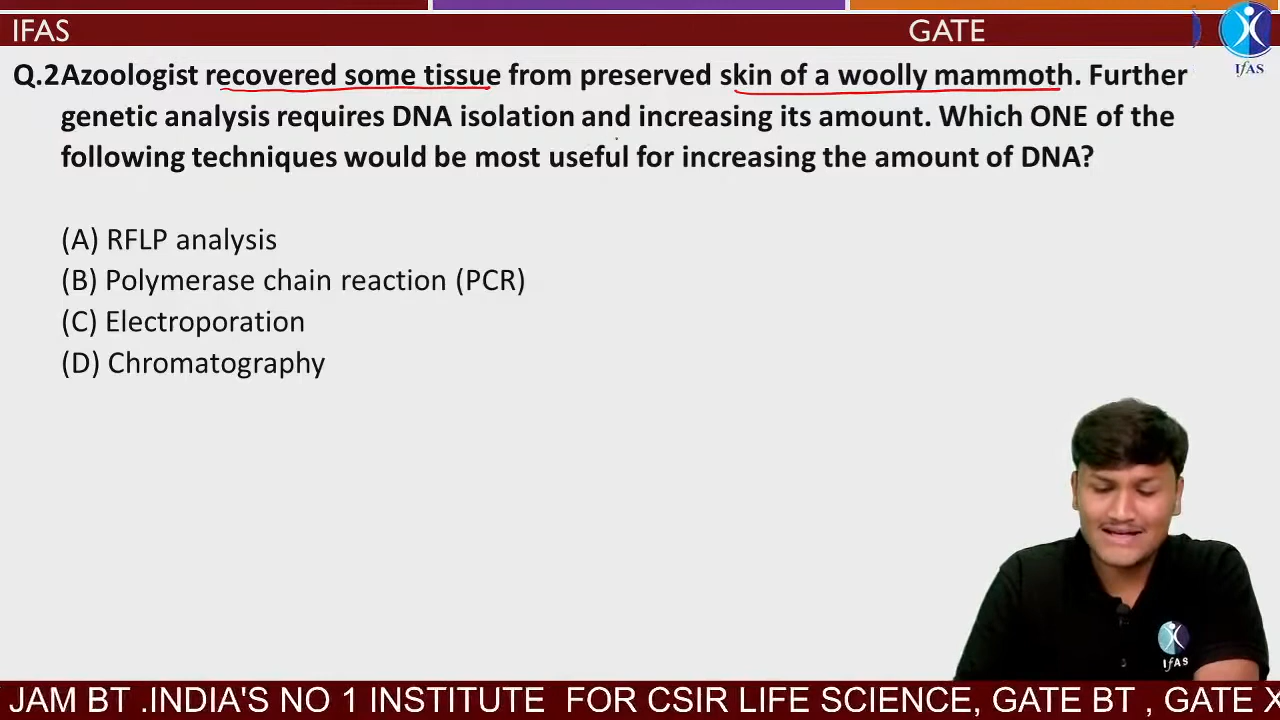 IFAS
GATE
IfAS
Q.2Azoologist recovered some tissue from preserved skin of a woolly mammoth. Further
genetic analysis requires DNA isolation and increasing its amount. Which ONE of the
following techniques would be most useful for increasing the amount of DNA?
(A) RFLP analysis
(B) Polymerase chain reaction (PCR)
(C) Electroporation
(D) Chromatography
IfAS
JAM BT .INDIA'S NO 1 INSTITUTE FOR CSIR LIFE SCIENCE, GATE BT , GATE X